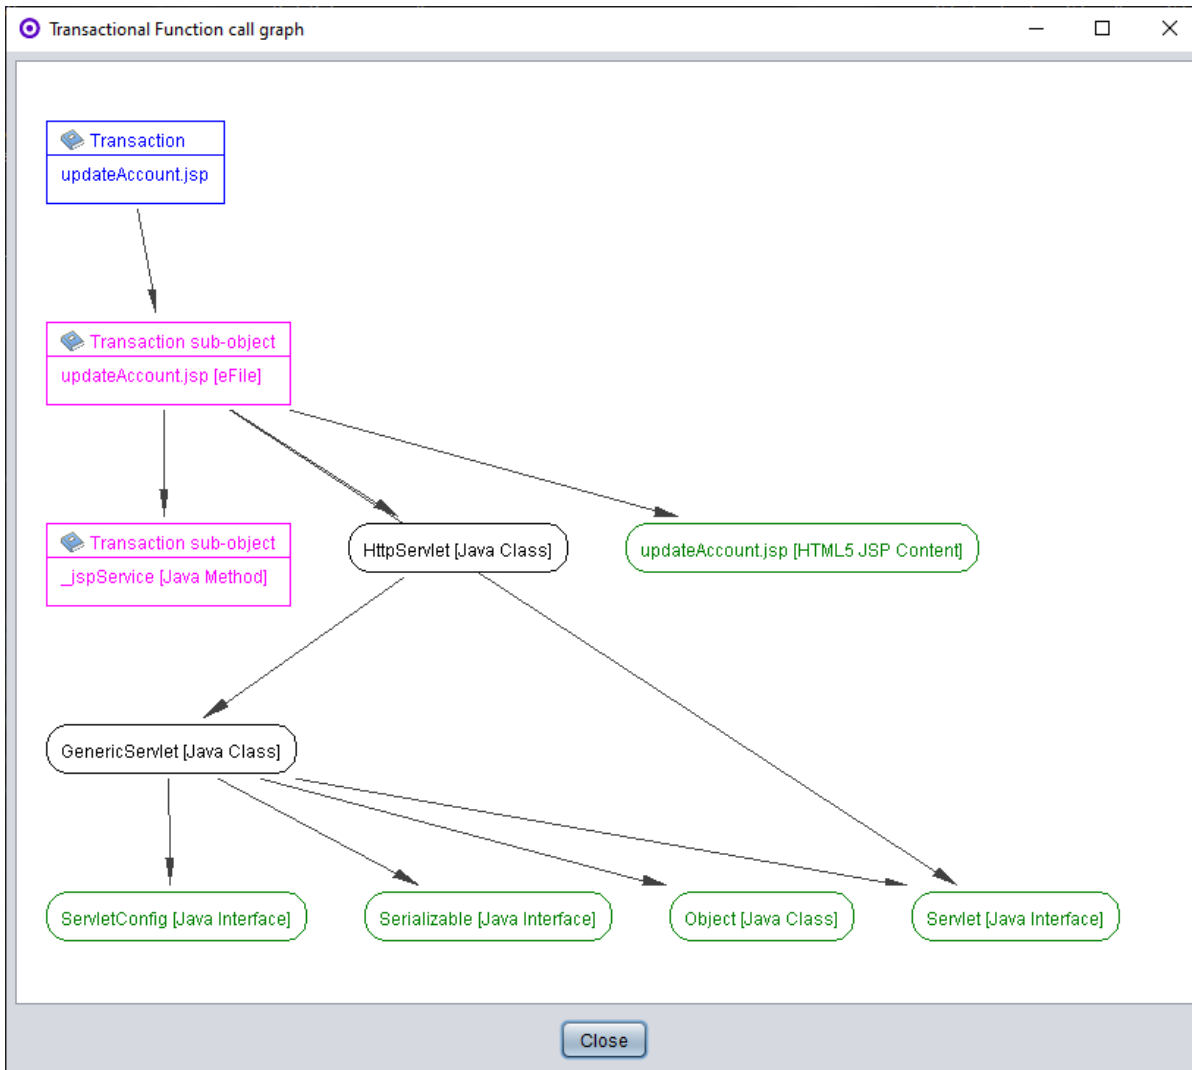 Transactional Function call graph
Transaction
updateAccount.jsp
Transaction sub-object
updateAccount.jsp [eFile]
Transaction sub-object
_jspService [Java Method]
HttpServlet [Java Class]
updateAccount.jsp [HTML5 JSP Content]
GenericServlet [Java Class]
ServletConfig [Java Interface]
Serializable [Java Interface]
Object [Java Class]
Servlet [Java Interface]
Close